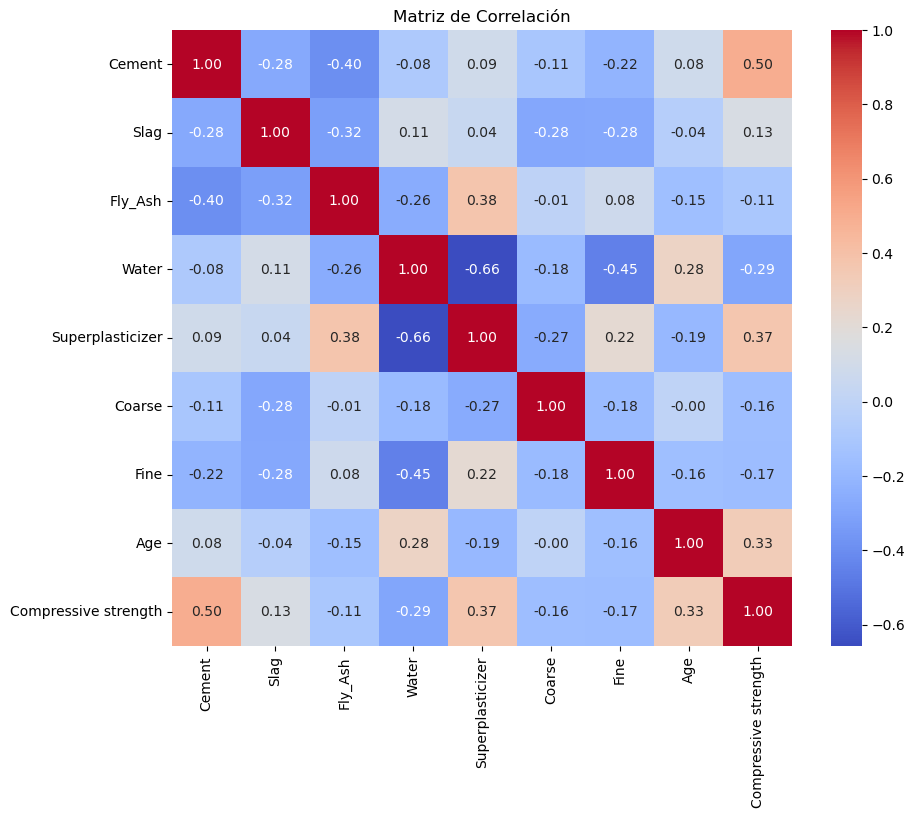 Matriz de Correlación
Cement 1.00 -0.28 -0.40 -0.08 0.09 -0.11 -0.22 0.08 0.50
Slag -0.28 1.00 -0.32 0.11 0.04 -0.28 -0.28 -0.04 0.13
Fly_Ash -0.40 -0.32 1.00 -0.26 0.38 -0.01 0.08 -0.15 -0.11
Water -0.08 0.11 -0.26 1.00 -0.66 -0.18 -0.45 0.28 -0.29
Superplasticizer 0.09 0.04 0.38 -0.66 1.00 -0.27 0.22 -0.19 0.37
Coarse -0.11 -0.28 -0.01 -0.18 -0.27 1.00 -0.18 -0.00 -0.16
Fine -0.22 -0.28 0.08 -0.45 0.22 -0.18 1.00 -0.16 -0.17
Age 0.08 -0.04 -0.15 0.28 -0.19 -0.00 -0.16 1.00 0.33
Compressive strength 0.50 0.13 -0.11 -0.29 0.37 -0.16 -0.17 0.33 1.00
Cement
Slag
Fly_Ash
Water
Superplasticizer
Coarse
Fine
Age
Compressive strength
1.0
0.8
0.6
0.4
0.2
0.0
−0.2
−0.4
−0.6